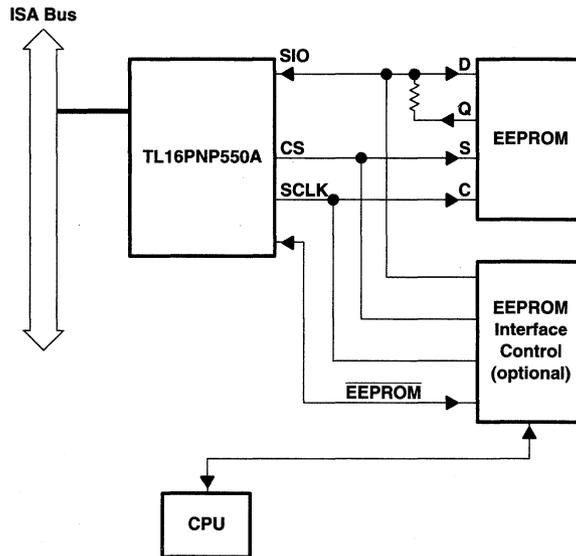 ISA Bus
SIO
D
Q
TL16PNP550A
EEPROM
CS
S
SCLK
C
EEPROM
Interface
Control
(optional)
EEPROM
CPU